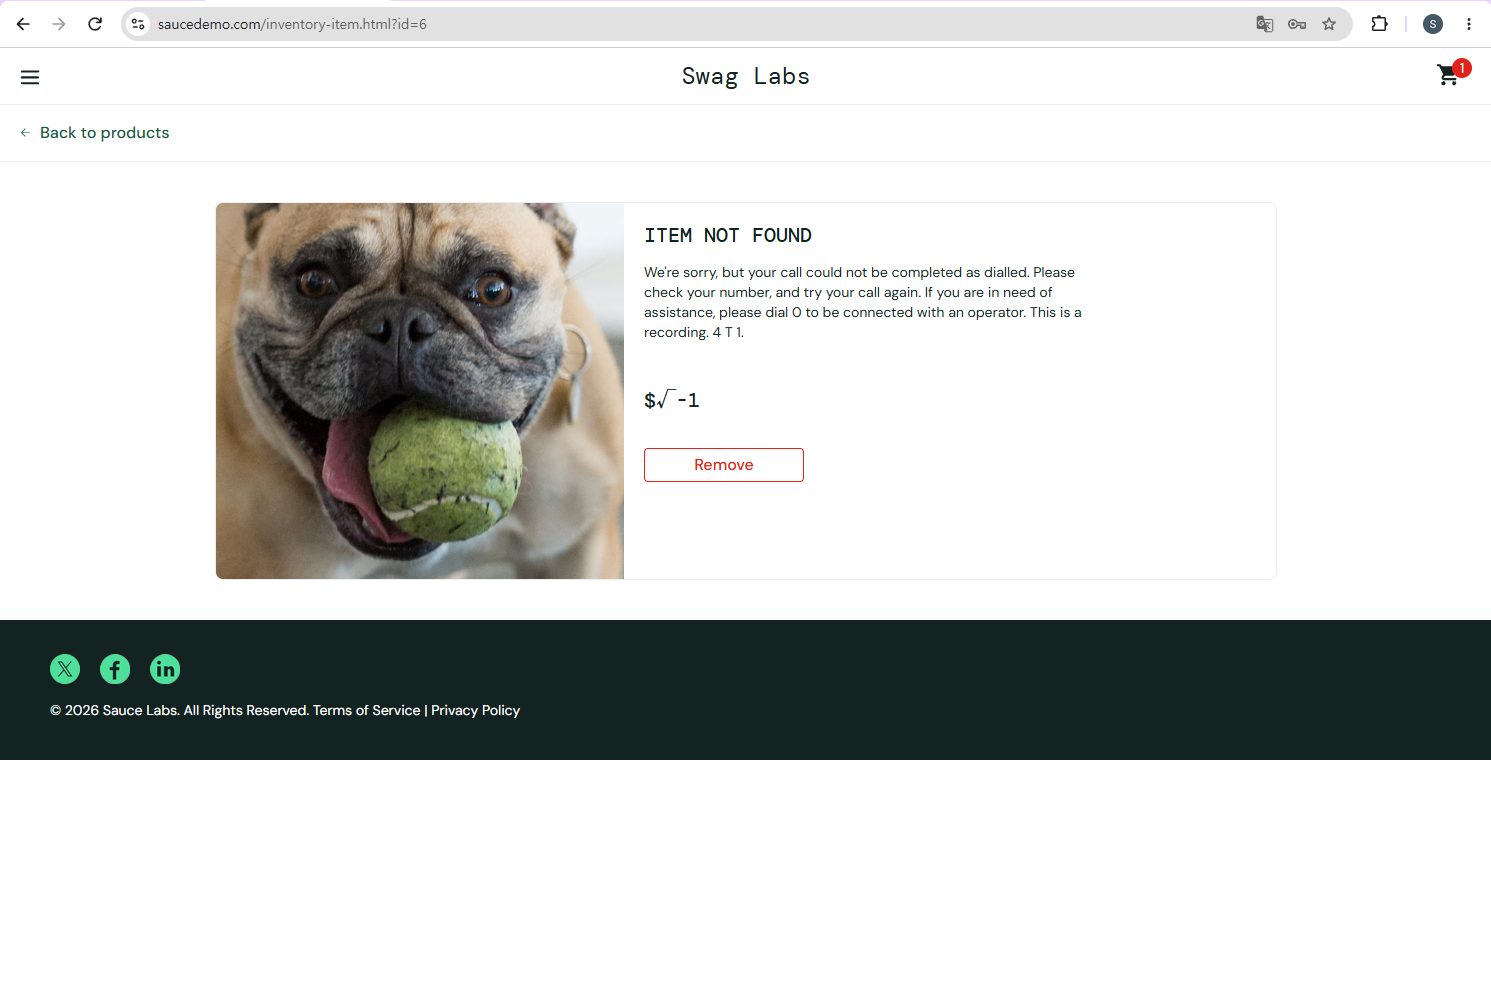 saucedemo.com/inventory-item.html?id=6
S
Swag Labs
1
Back to products
ITEM NOT FOUND
We're sorry, but your call could not be completed as dialled. Please
check your number, and try your call again. If you are in need of
assistance, please dial 0 to be connected with an operator. This is a
recording. 4 T 1.
$√-1
Remove
© 2026 Sauce Labs. All Rights Reserved. Terms of Service | Privacy Policy